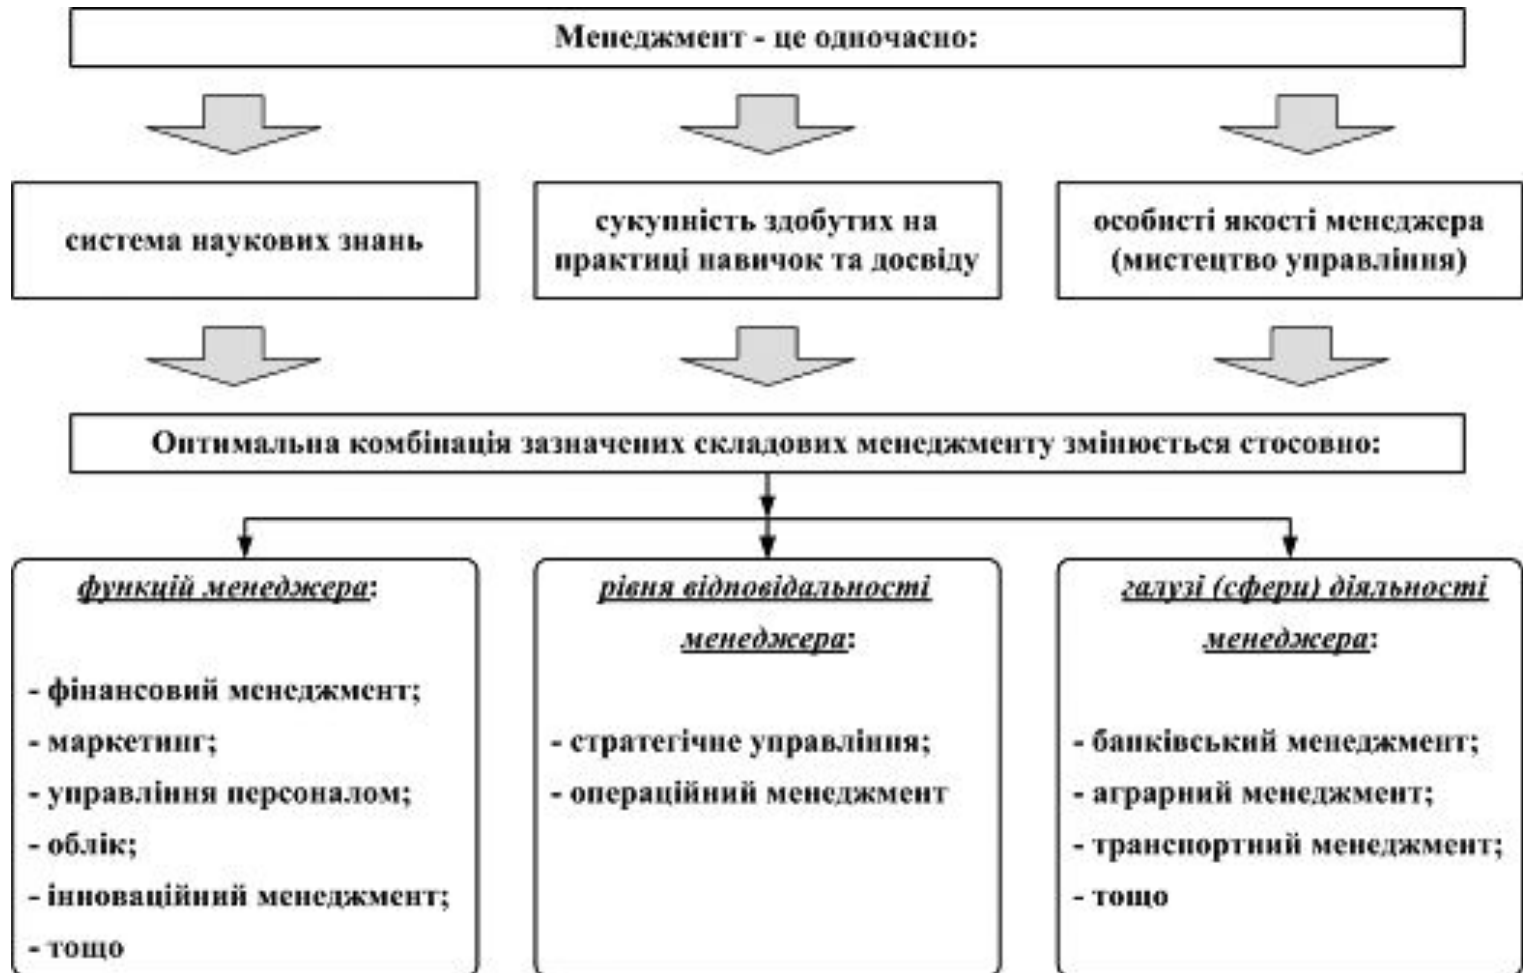 Менеджмент - це одночасно:
система наукових знань
сукупність здобутих на
практиці навичок та досвіду
особисті якості менеджера
(мистецтво управління)
Оптимальна комбінація зазначених складових менеджменту змінюється стосовно:
функцій менеджера:
- фінансовий менеджмент;
- маркетинг;
- управління персоналом;
- облік;
- інноваційний менеджмент;
- тощо
рівня відповідальності
менеджера:
- стратегічне управління;
- операційний менеджмент
галузі (сфери) діяльності
менеджера:
- банківський менеджмент;
- аграрний менеджмент;
- транспортний менеджмент;
- тощо